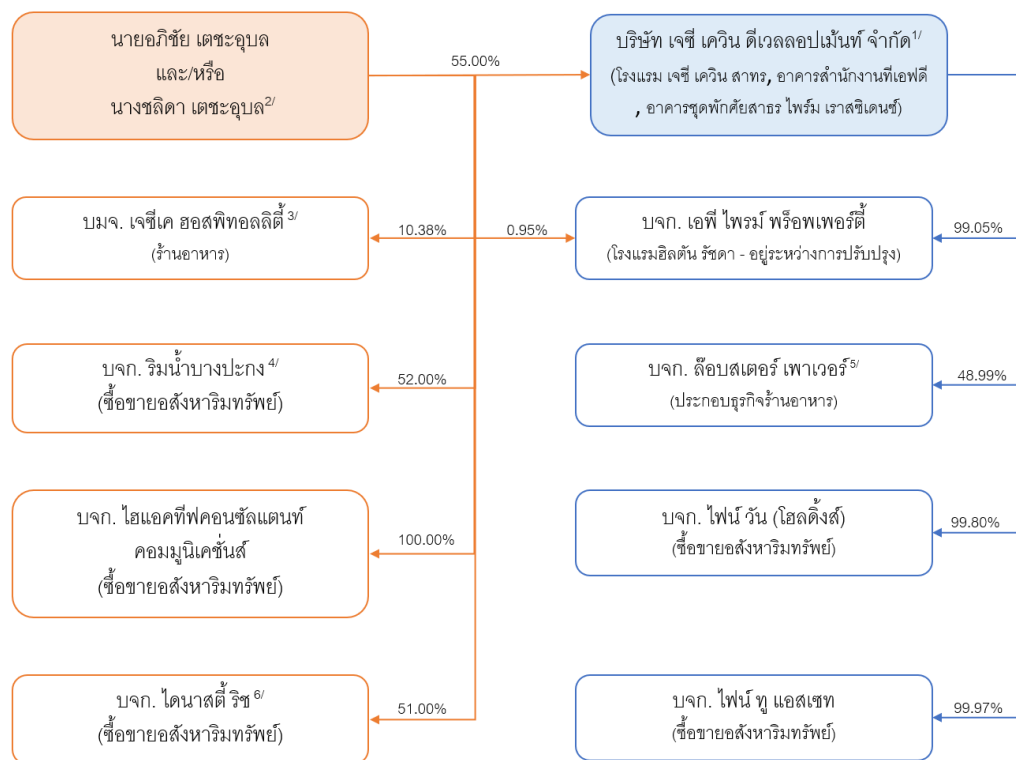 นายอภิชัย เตชะอุบล
และ/หรือ
นางชลิดา เตชะอุบล2/
55.00%
บริษัท เจซี เควิน ดีเวลลอปเม้นท์ จำกัด1/
(โรงแรม เจซี เควิน สาทร, อาคารสำนักงานทีเอฟดี
, อาคารชุดพักศัยสาธร ไพร์ม เราสซิเดนซ์)
บมจ. เจซีเค ฮอสพิทอลลิตี้ 3/
(ร้านอาหาร)
10.38%
0.95%
บจก. เอพี ไพรม์ พร็อพเพอร์ตี้
(โรงแรมฮิลตัน รัชดา - อยู่ระหว่างการปรับปรุง)
99.05%
บจก. ริมน้ำบางปะกง 4/
(ซื้อขายอสังหาริมทรัพย์)
52.00%
บจก. ล๊อบสเตอร์ เพาเวอร์ 5/
(ประกอบธุรกิจร้านอาหาร)
48.99%
บจก. ไฮแอคทีฟคอนซัลแตนท์
คอมมูนิเคชั่นส์
(ซื้อขายอสังหาริมทรัพย์)
100.00%
บจก. ไฟน์ วัน (โฮลดิ้งส์)
(ซื้อขายอสังหาริมทรัพย์)
99.80%
บจก. ไดนาสตี้ ริช 6/
(ซื้อขายอสังหาริมทรัพย์)
51.00%
บจก. ไฟน์ ทู แอสเซท
(ซื้อขายอสังหาริมทรัพย์)
99.97%